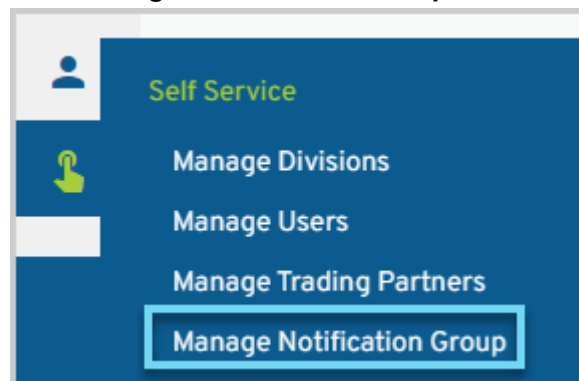 Self Service
Manage Divisions
Manage Users
Manage Trading Partners
Manage Notification Group